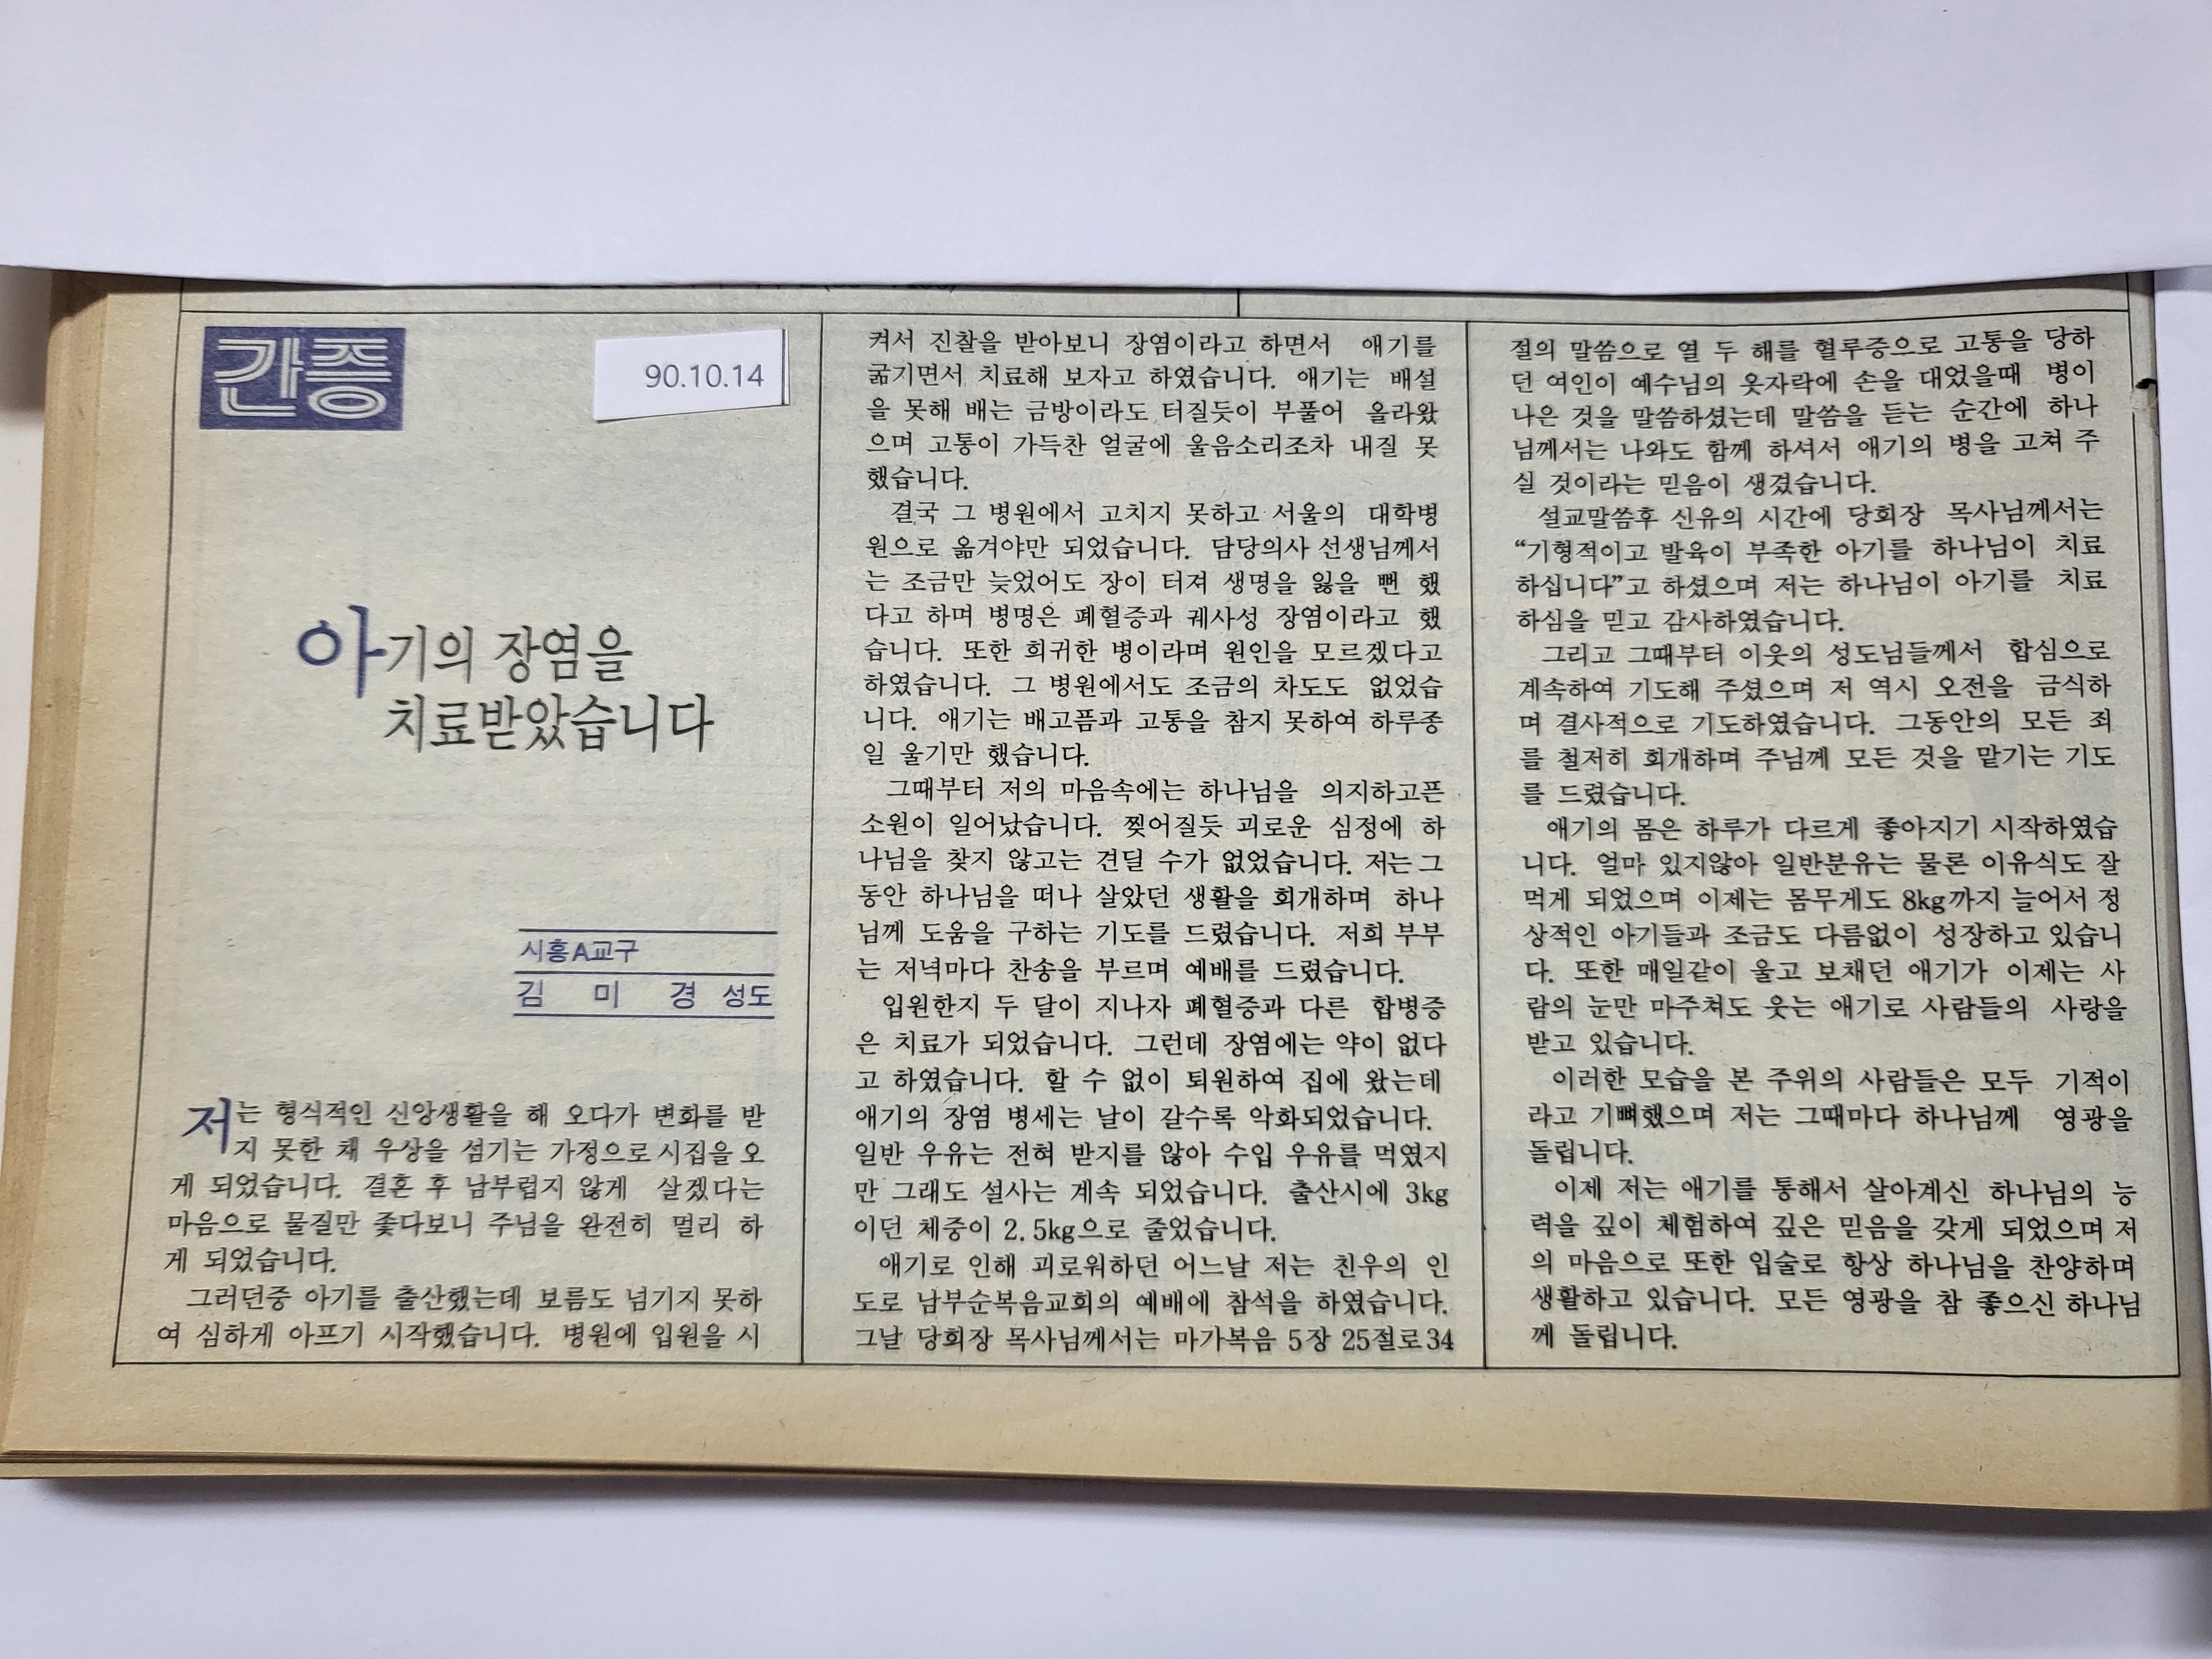 간증
90.10.14
아기의 장염을
치료받았습니다
시흥A교구
김 미 경 성도
저는 형식적인 신앙생활을 해 오다가 변화를 받
지 못한 채 우상을 섬기는 가정으로 시집을 오
게 되었습니다. 결혼 후 남부럽지 않게 살겠다는
마음으로 물질만 좇다보니 주님을 완전히 멀리 하
게 되었습니다.
그러던중 아기를 출산했는데 보름도 넘기지 못하
여 심하게 아프기 시작했습니다. 병원에 입원을 시
켜서 진찰을 받아보니 장염이라고 하면서 애기를
굶기면서 치료해 보자고 하였습니다. 애기는 배설
을 못해 배는 금방이라도 터질듯이 부풀어 올라왔
으며 고통이 가득찬 얼굴에 울음소리조차 내질 못
했습니다.
결국 그 병원에서 고치지 못하고 서울의 대학병
원으로 옮겨야만 되었습니다. 담당의사 선생님께서
는 조금만 늦었어도 장이 터져 생명을 잃을 뻔 했
다고 하며 병명은 폐혈증과 궤사성 장염이라고 했
습니다. 또한 희귀한 병이라며 원인을 모르겠다고
하였습니다. 그 병원에서도 조금의 차도도 없었습
니다. 애기는 배고픔과 고통을 참지 못하여 하루종
일 울기만 했습니다.
그때부터 저의 마음속에는 하나님을 의지하고픈
소원이 일어났습니다. 찢어질듯 괴로운 심정에 하
나님을 찾지 않고는 견딜 수가 없었습니다. 저는 그
동안 하나님을 떠나 살았던 생활을 회개하며 하나
님께 도움을 구하는 기도를 드렸습니다. 저희 부부
는 저녁마다 찬송을 부르며 예배를 드렸습니다.
입원한지 두 달이 지나자 폐혈증과 다른 합병증
은 치료가 되었습니다. 그런데 장염에는 약이 없다
고 하였습니다. 할 수 없이 퇴원하여 집에 왔는데
애기의 장염 병세는 날이 갈수록 악화되었습니다.
일반 우유는 전혀 받지를 않아 수입 우유를 먹였지
만 그래도 설사는 계속 되었습니다. 출산시에 3kg
이던 체중이 2.5kg으로 줄었습니다.
애기로 인해 괴로워하던 어느날 저는 친우의 인
도로 남부순복음교회의 예배에 참석을 하였습니다.
그날 당회장 목사님께서는 마가복음 5장 25절로 34
절의 말씀으로 열 두 해를 혈루증으로 고통을 당하
던 여인이 예수님의 옷자락에 손을 대었을때 병이
나은 것을 말씀하셨는데 말씀을 듣는 순간에 하나
님께서는 나와도 함께 하셔서 애기의 병을 고쳐 주
실 것이라는 믿음이 생겼습니다.
설교말씀후 신유의 시간에 당회장 목사님께서는
“기형적이고 발육이 부족한 아기를 하나님이 치료
하십니다”고 하셨으며 저는 하나님이 아기를 치료
하심을 믿고 감사하였습니다.
그리고 그때부터 이웃의 성도님들께서 합심으로
계속하여 기도해 주셨으며 저 역시 오전을 금식하
며 결사적으로 기도하였습니다. 그동안의 모든 죄
를 철저히 회개하며 주님께 모든 것을 맡기는 기도
를 드렸습니다.
애기의 몸은 하루가 다르게 좋아지기 시작하였습
니다. 얼마 있지않아 일반분유는 물론 이유식도 잘
먹게 되었으며 이제는 몸무게도 8kg까지 늘어서 정
상적인 아기들과 조금도 다름없이 성장하고 있습니
다. 또한 매일같이 울고 보채던 애기가 이제는 사
람의 눈만 마주쳐도 웃는 애기로 사람들의 사랑을
받고 있습니다.
이러한 모습을 본 주위의 사람들은 모두 기적이
라고 기뻐했으며 저는 그때마다 하나님께 영광을
돌립니다.
이제 저는 애기를 통해서 살아계신 하나님의 능
력을 깊이 체험하여 깊은 믿음을 갖게 되었으며 저
의 마음으로 또한 입술로 항상 하나님을 찬양하며
생활하고 있습니다. 모든 영광을 참 좋으신 하나님
께 돌립니다.